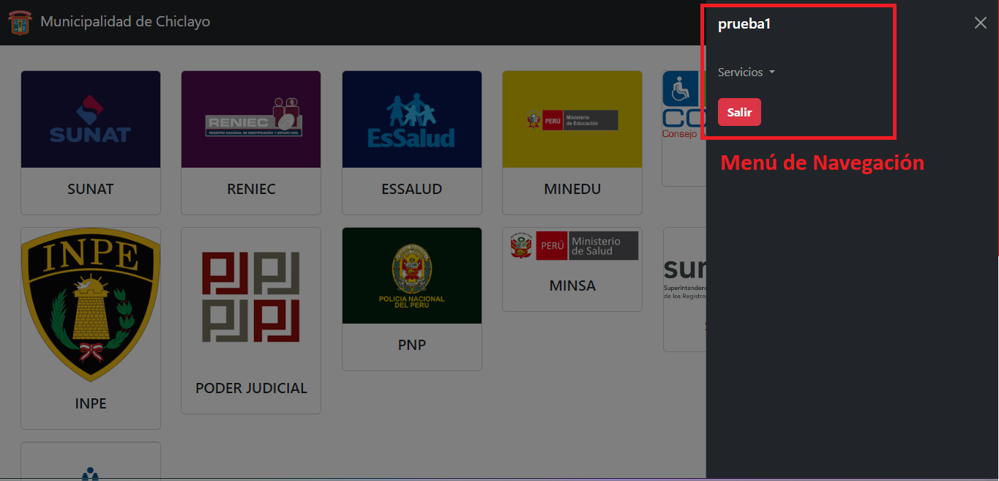 Municipalidad de Chiclayo
prueba1
Servicios
Salir
Menú de Navegación
SUNAT
SUNAT
RENIEC
REGISTRO NACIONAL DE IDENTIFICACIÓN Y ESTADO CIVIL
RENIEC
EsSalud
ESSALUD
PERÚ
Ministerio
de Educación
MINEDU
CO
Consejo
INPE
INPE
PODER JUDICIAL
POLICIA NACIONAL
DEL PERU
PNP
PERÚ
Ministerio
de Salud
MINSA
sun
Superintenden
de los Registro